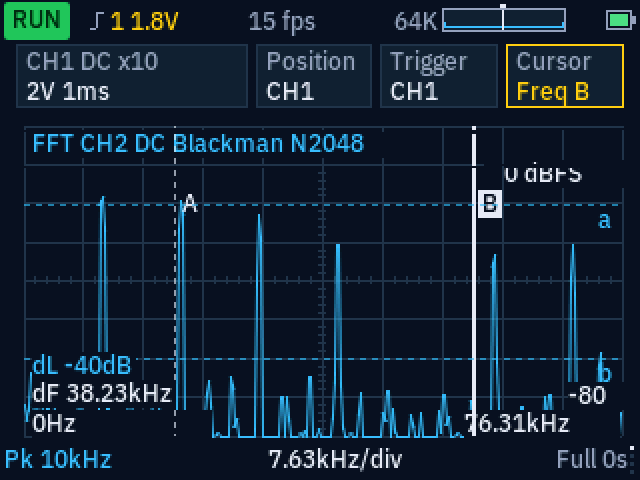 RUN 1 1.8V 15 fps 64K
CH1 DC x10 Position Trigger Cursor
2V 1ms CH1 CH1 Freq B
FFT CH2 DC Blackman N2048
0 dBFS
A B
a
dL -40dB b
dF 38.23kHz -80
0Hz 76.31kHz
Pk 10kHz 7.63kHz/div Full 0s